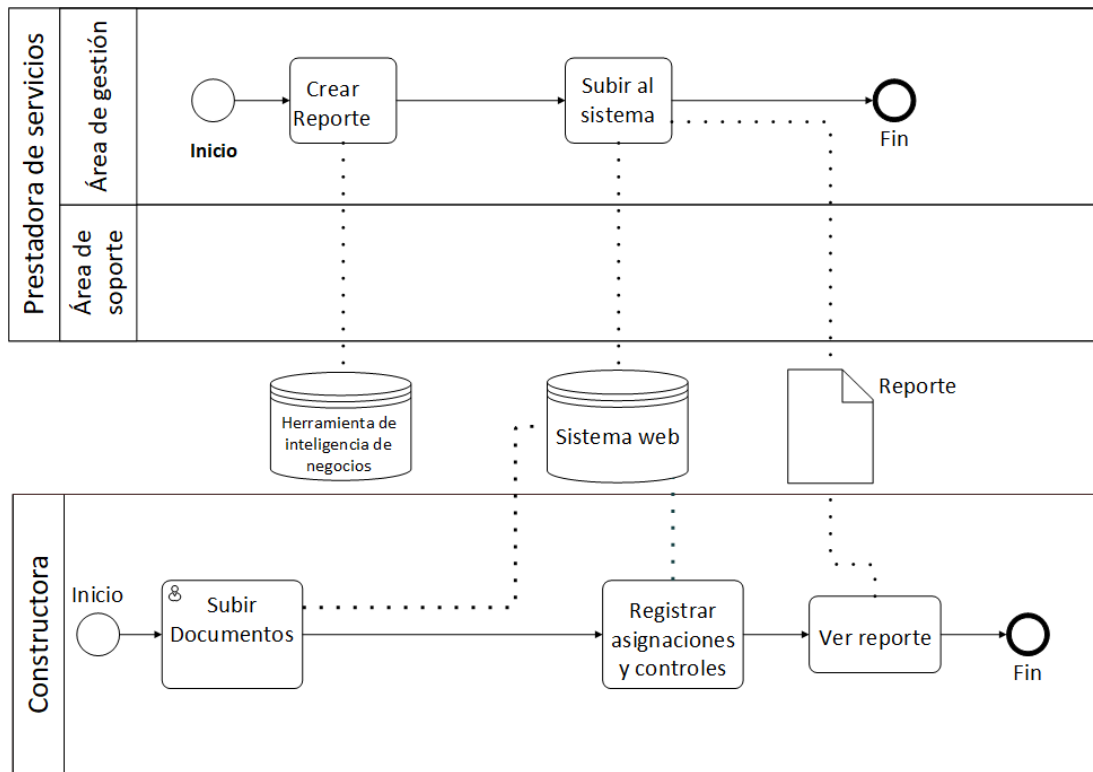 Prestadora de servicios
Área de gestión
Crear
Reporte
Inicio
Subir al
sistema
Fin
Área de
soporte
Herramienta de
inteligencia de
negocios
Sistema web
Reporte
Constructora
Inicio
Subir
Documentos
Registrar
asignaciones
y controles
Ver reporte
Fin